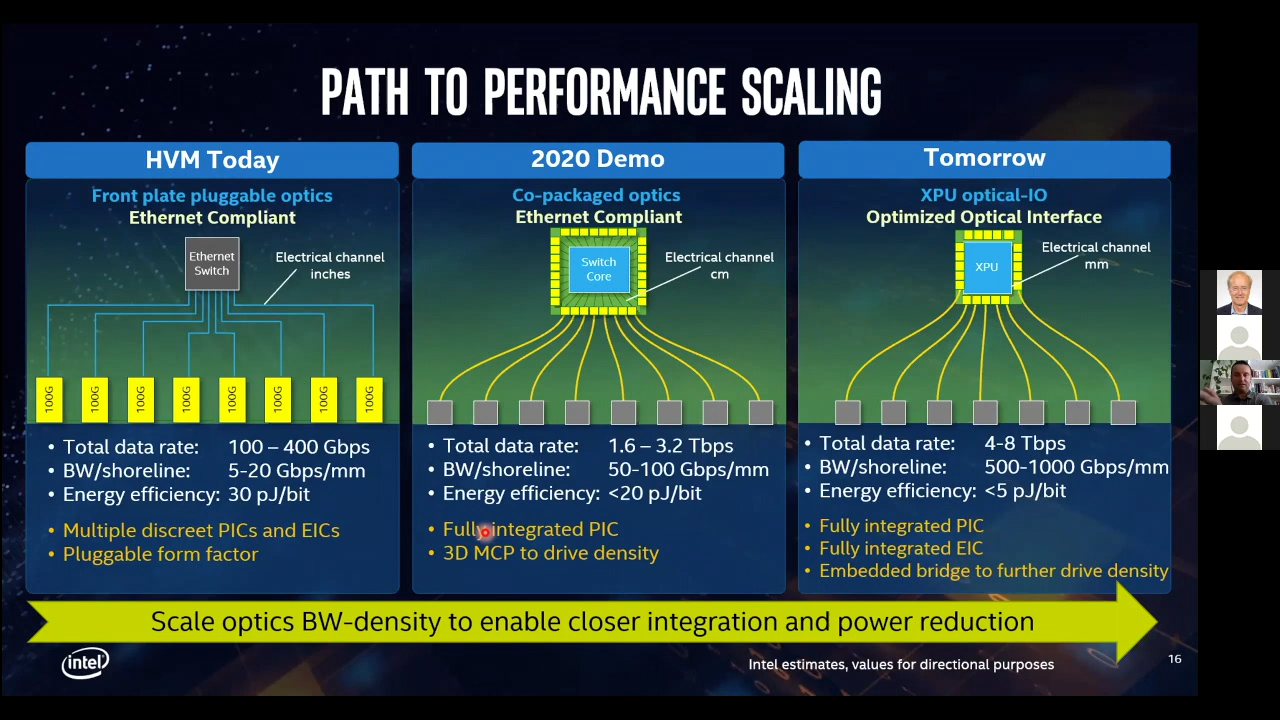 PATH TO PERFORMANCE SCALING
HVM Today
Front plate pluggable optics
Ethernet Compliant
Ethernet
Switch
Electrical channel
inches
100G
100G
100G
100G
100G
100G
100G
100G
• Total data rate: 100 – 400 Gbps
• BW/shoreline: 5-20 Gbps/mm
• Energy efficiency: 30 pJ/bit
• Multiple discreet PICs and EICs
• Pluggable form factor
2020 Demo
Co-packaged optics
Ethernet Compliant
Switch
Core
Electrical channel
cm
• Total data rate: 1.6 – 3.2 Tbps
• BW/shoreline: 50-100 Gbps/mm
• Energy efficiency: <20 pJ/bit
• Fully integrated PIC
• 3D MCP to drive density
Tomorrow
XPU optical-IO
Optimized Optical Interface
XPU
Electrical channel
mm
• Total data rate: 4-8 Tbps
• BW/shoreline: 500-1000 Gbps/mm
• Energy efficiency: <5 pJ/bit
• Fully integrated PIC
• Fully integrated EIC
• Embedded bridge to further drive density
Scale optics BW-density to enable closer integration and power reduction
intel
Intel estimates, values for directional purposes
16